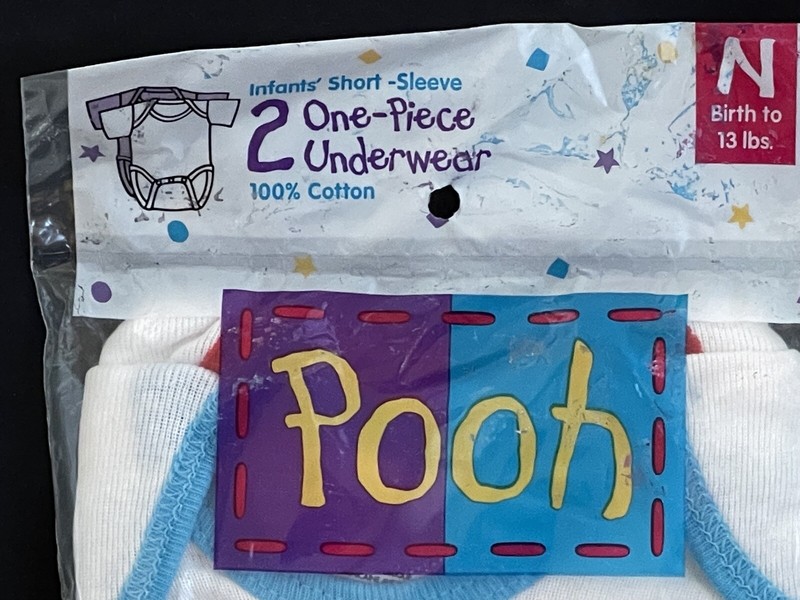 Infants' Short -Sleeve
2 One-Piece
Underwear
100% Cotton
N
Birth to
13 lbs.
Pooh